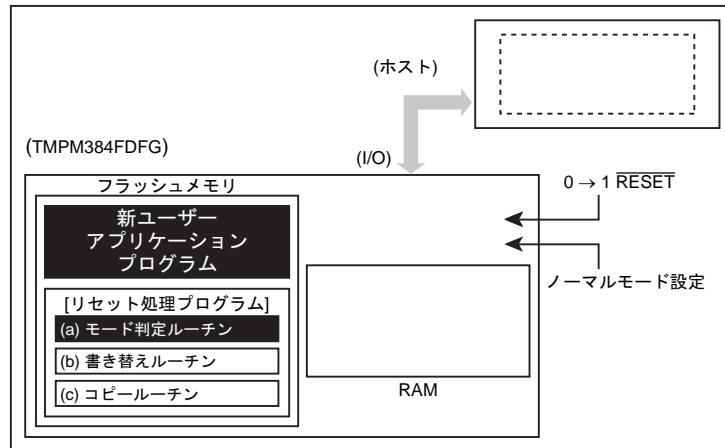 (ホスト)
(TMPM384FDFG)
(I/O)
フラッシュメモリ
新ユーザー
アプリケーション
プログラム
[リセット処理プログラム]
(a) モード判定ルーチン
(b) 書き替えルーチン
(c) コピールーチン
RAM
0 → 1 RESET
ノーマルモード設定